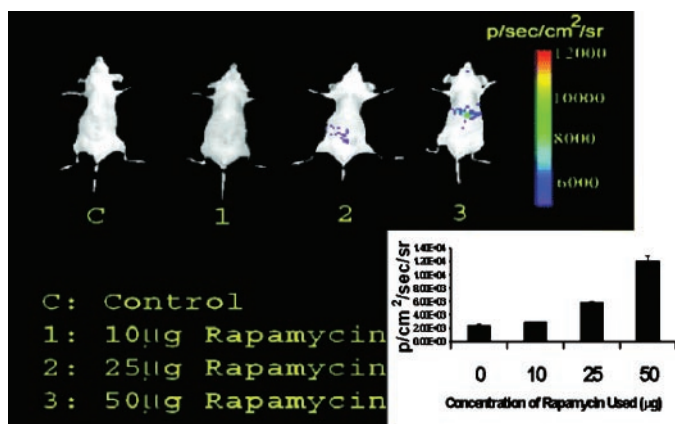 p/sec/cm²/sr
12000
10000
8000
6000
C 1 2 3
C: Control
1: 10µg Rapamycin
2: 25µg Rapamycin
3: 50µg Rapamycin
p/cm²/sec/sr
1.40E+04
1.20E+04
1.00E+04
8.00E+03
6.00E+03
4.00E+03
2.00E+03
0.00E+00
0 10 25 50
Concentration of Rapamycin Used (µg)